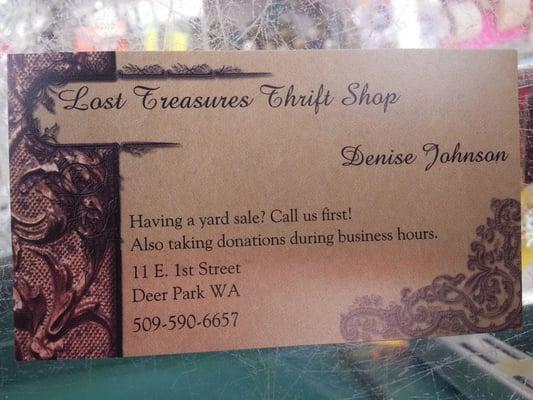 Lost Treasures Thrift Shop
Denise Johnson
Having a yard sale? Call us first!
Also taking donations during business hours.
11 E. 1st Street
Deer Park WA
509-590-6657